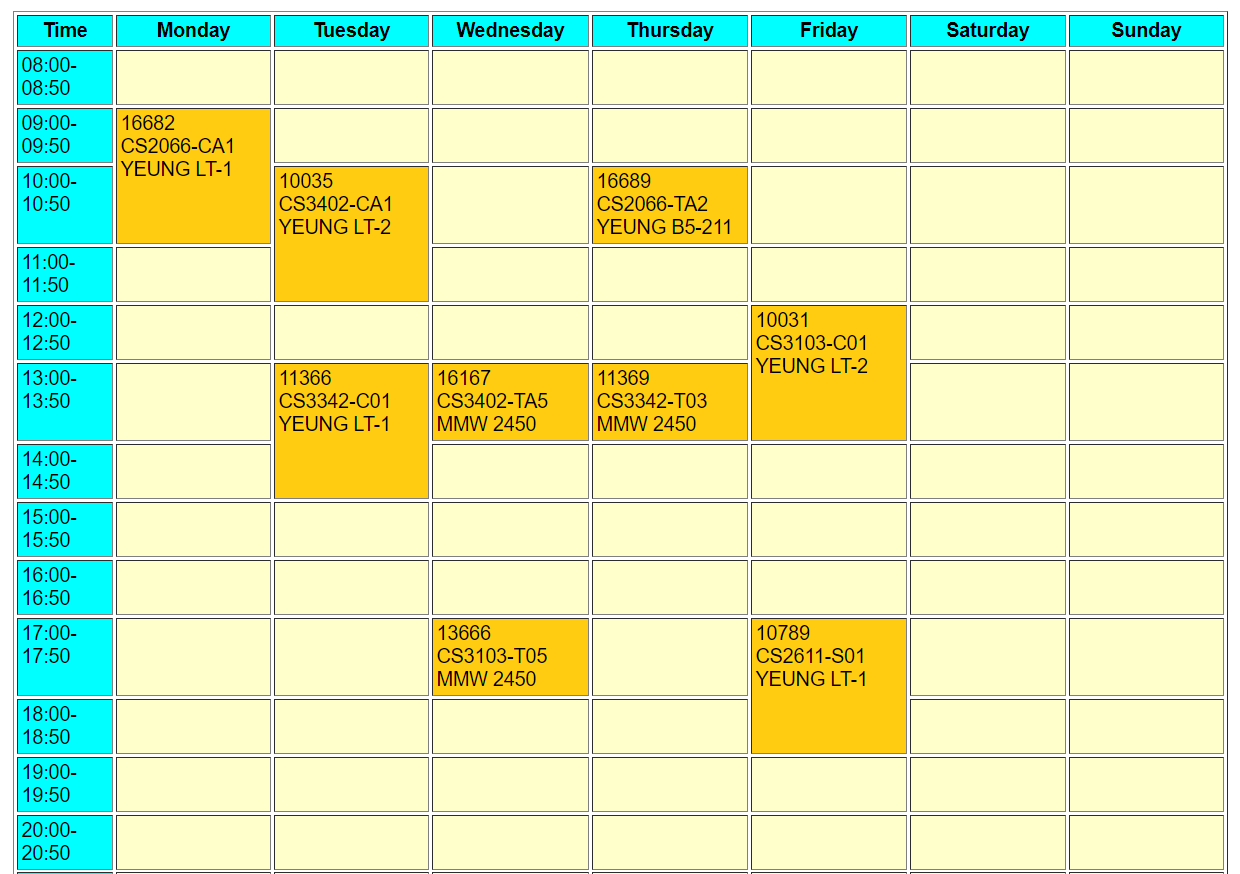 Time Monday Tuesday Wednesday Thursday Friday Saturday Sunday
08:00-
08:50
09:00-
09:50
16682
CS2066-CA1
YEUNG LT-1
10:00-
10:50
10035
CS3402-CA1
YEUNG LT-2
16689
CS2066-TA2
YEUNG B5-211
11:00-
11:50
12:00-
12:50
10031
CS3103-C01
YEUNG LT-2
13:00-
13:50
11366
CS3342-C01
YEUNG LT-1
16167
CS3402-TA5
MMW 2450
11369
CS3342-T03
MMW 2450
14:00-
14:50
15:00-
15:50
16:00-
16:50
17:00-
17:50
13666
CS3103-T05
MMW 2450
10789
CS2611-S01
YEUNG LT-1
18:00-
18:50
19:00-
19:50
20:00-
20:50